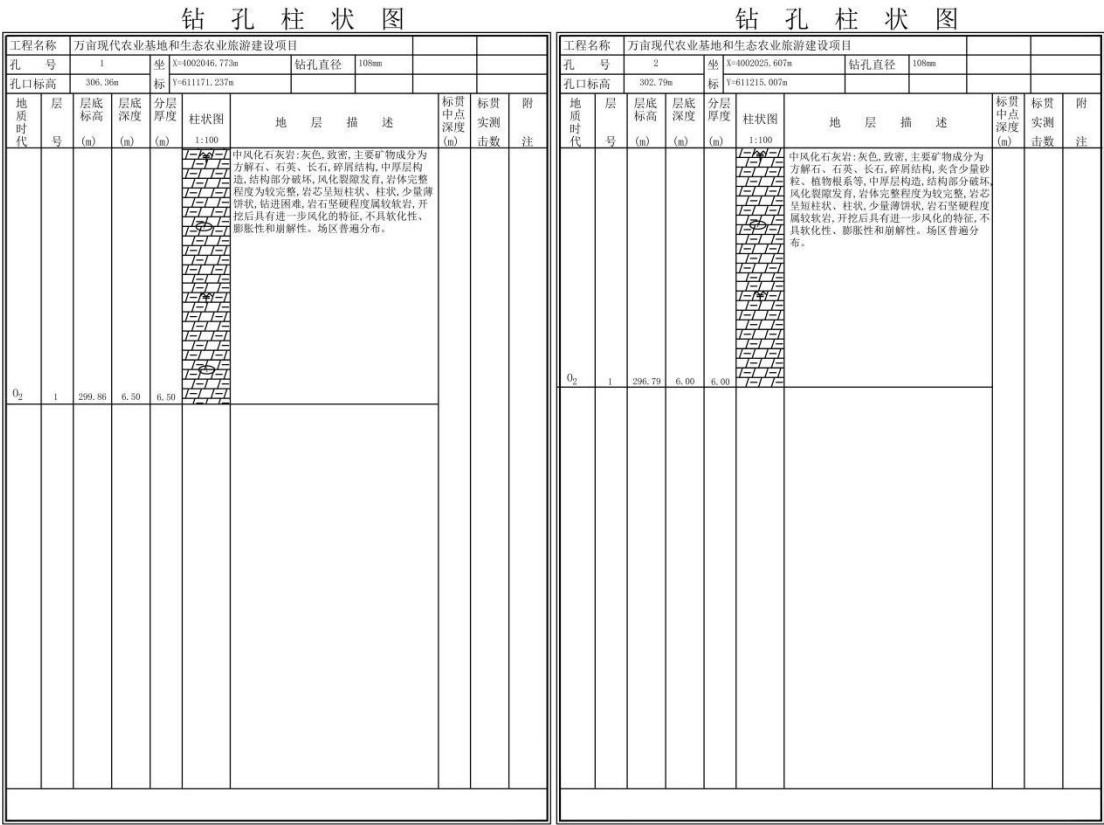 钻孔柱状图
工程名称 万亩现代农业基地和生态农业旅游建设项目
孔号 1 坐标 X=4002046.773m 钻孔直径 108mm
孔口标高 306.36m Y=611171.237m
地质时代 层号 层底标高(m) 层底深度(m) 分层厚度(m) 柱状图 1:100 地层描述 标贯中点深度(m) 标贯实测击数 附注
中风化石灰岩:灰色,致密,主要矿物成分为
方解石、石英、长石,碎屑结构,中厚层构
造,结构部分破坏,风化裂隙发育,岩体完整
程度为较完整,岩芯呈短柱状、柱状,少量薄
饼状,钻进困难,岩石坚硬程度属较软岩,开
挖后具有进一步风化的特征,不具软化性、
膨胀性和崩解性。场区普遍分布。
O2 1 299.86 6.50 6.50
钻孔柱状图
工程名称 万亩现代农业基地和生态农业旅游建设项目
孔号 2 坐标 X=4002025.607m 钻孔直径 108mm
孔口标高 302.79m Y=611215.007m
地质时代 层号 层底标高(m) 层底深度(m) 分层厚度(m) 柱状图 1:100 地层描述 标贯中点深度(m) 标贯实测击数 附注
中风化石灰岩:灰色,致密,主要矿物成分为
方解石、石英、长石,碎屑结构,夹含少量砂
粒、植物根系等,中厚层构造,结构部分破坏,
风化裂隙发育,岩体完整程度为较完整,岩芯
呈短柱状、柱状,少量薄饼状,岩石坚硬程度
属较软岩,开挖后具有进一步风化的特征,不
具软化性、膨胀性和崩解性。场区普遍分
布。
O2 1 296.79 6.00 6.00